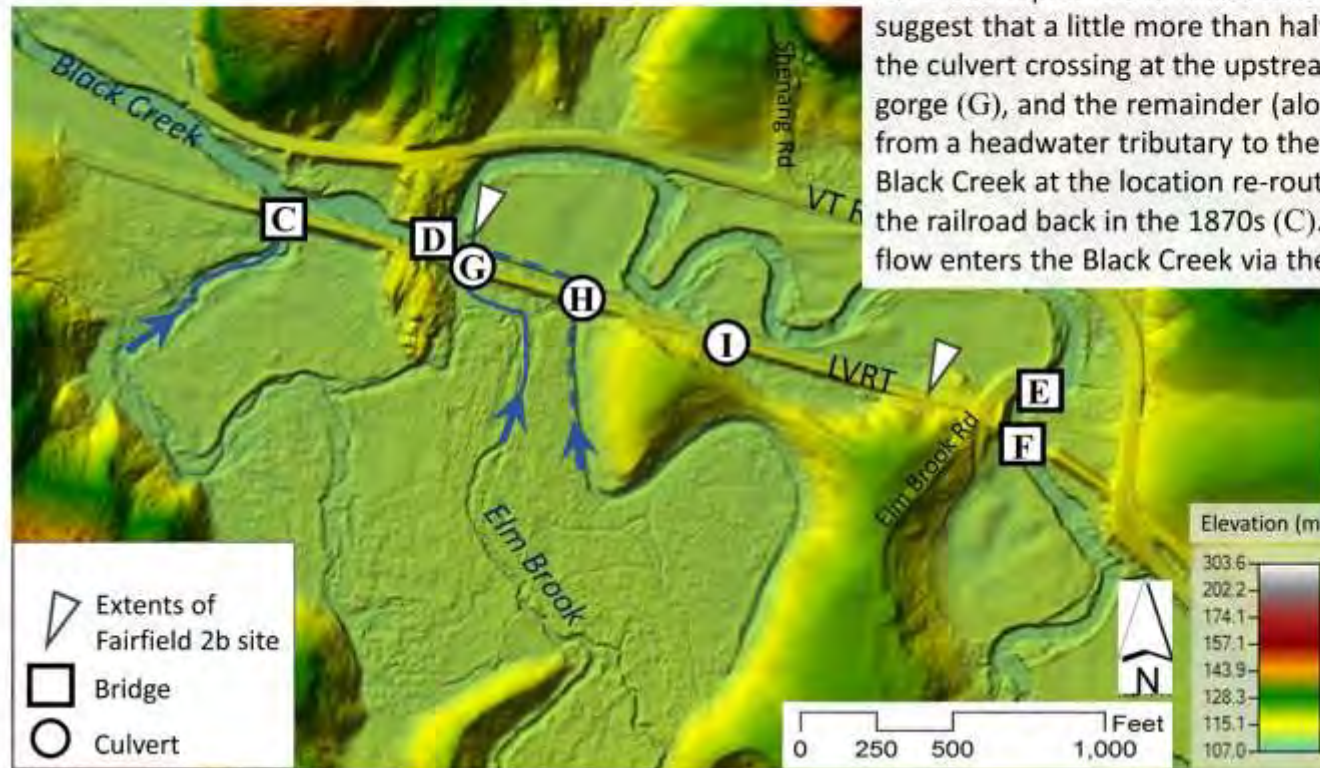 suggest that a little more than hal
the culvert crossing at the upstrea
gorge (G), and the remainder (alo
from a headwater tributary to the
Black Creek at the location re-rout
the railroad back in the 1870s (C).
flow enters the Black Creek via the
Black Creek
Shenang Rd
VT R
C
D
G
H
I
LVRT
E
F
Elm Brook Rd
Elm Brook
Extents of
Fairfield 2b site
Bridge
Culvert
N
Feet
0 250 500 1,000
Elevation (m
303.6
202.2
174.1
157.1
143.9
128.3
115.1
107.0